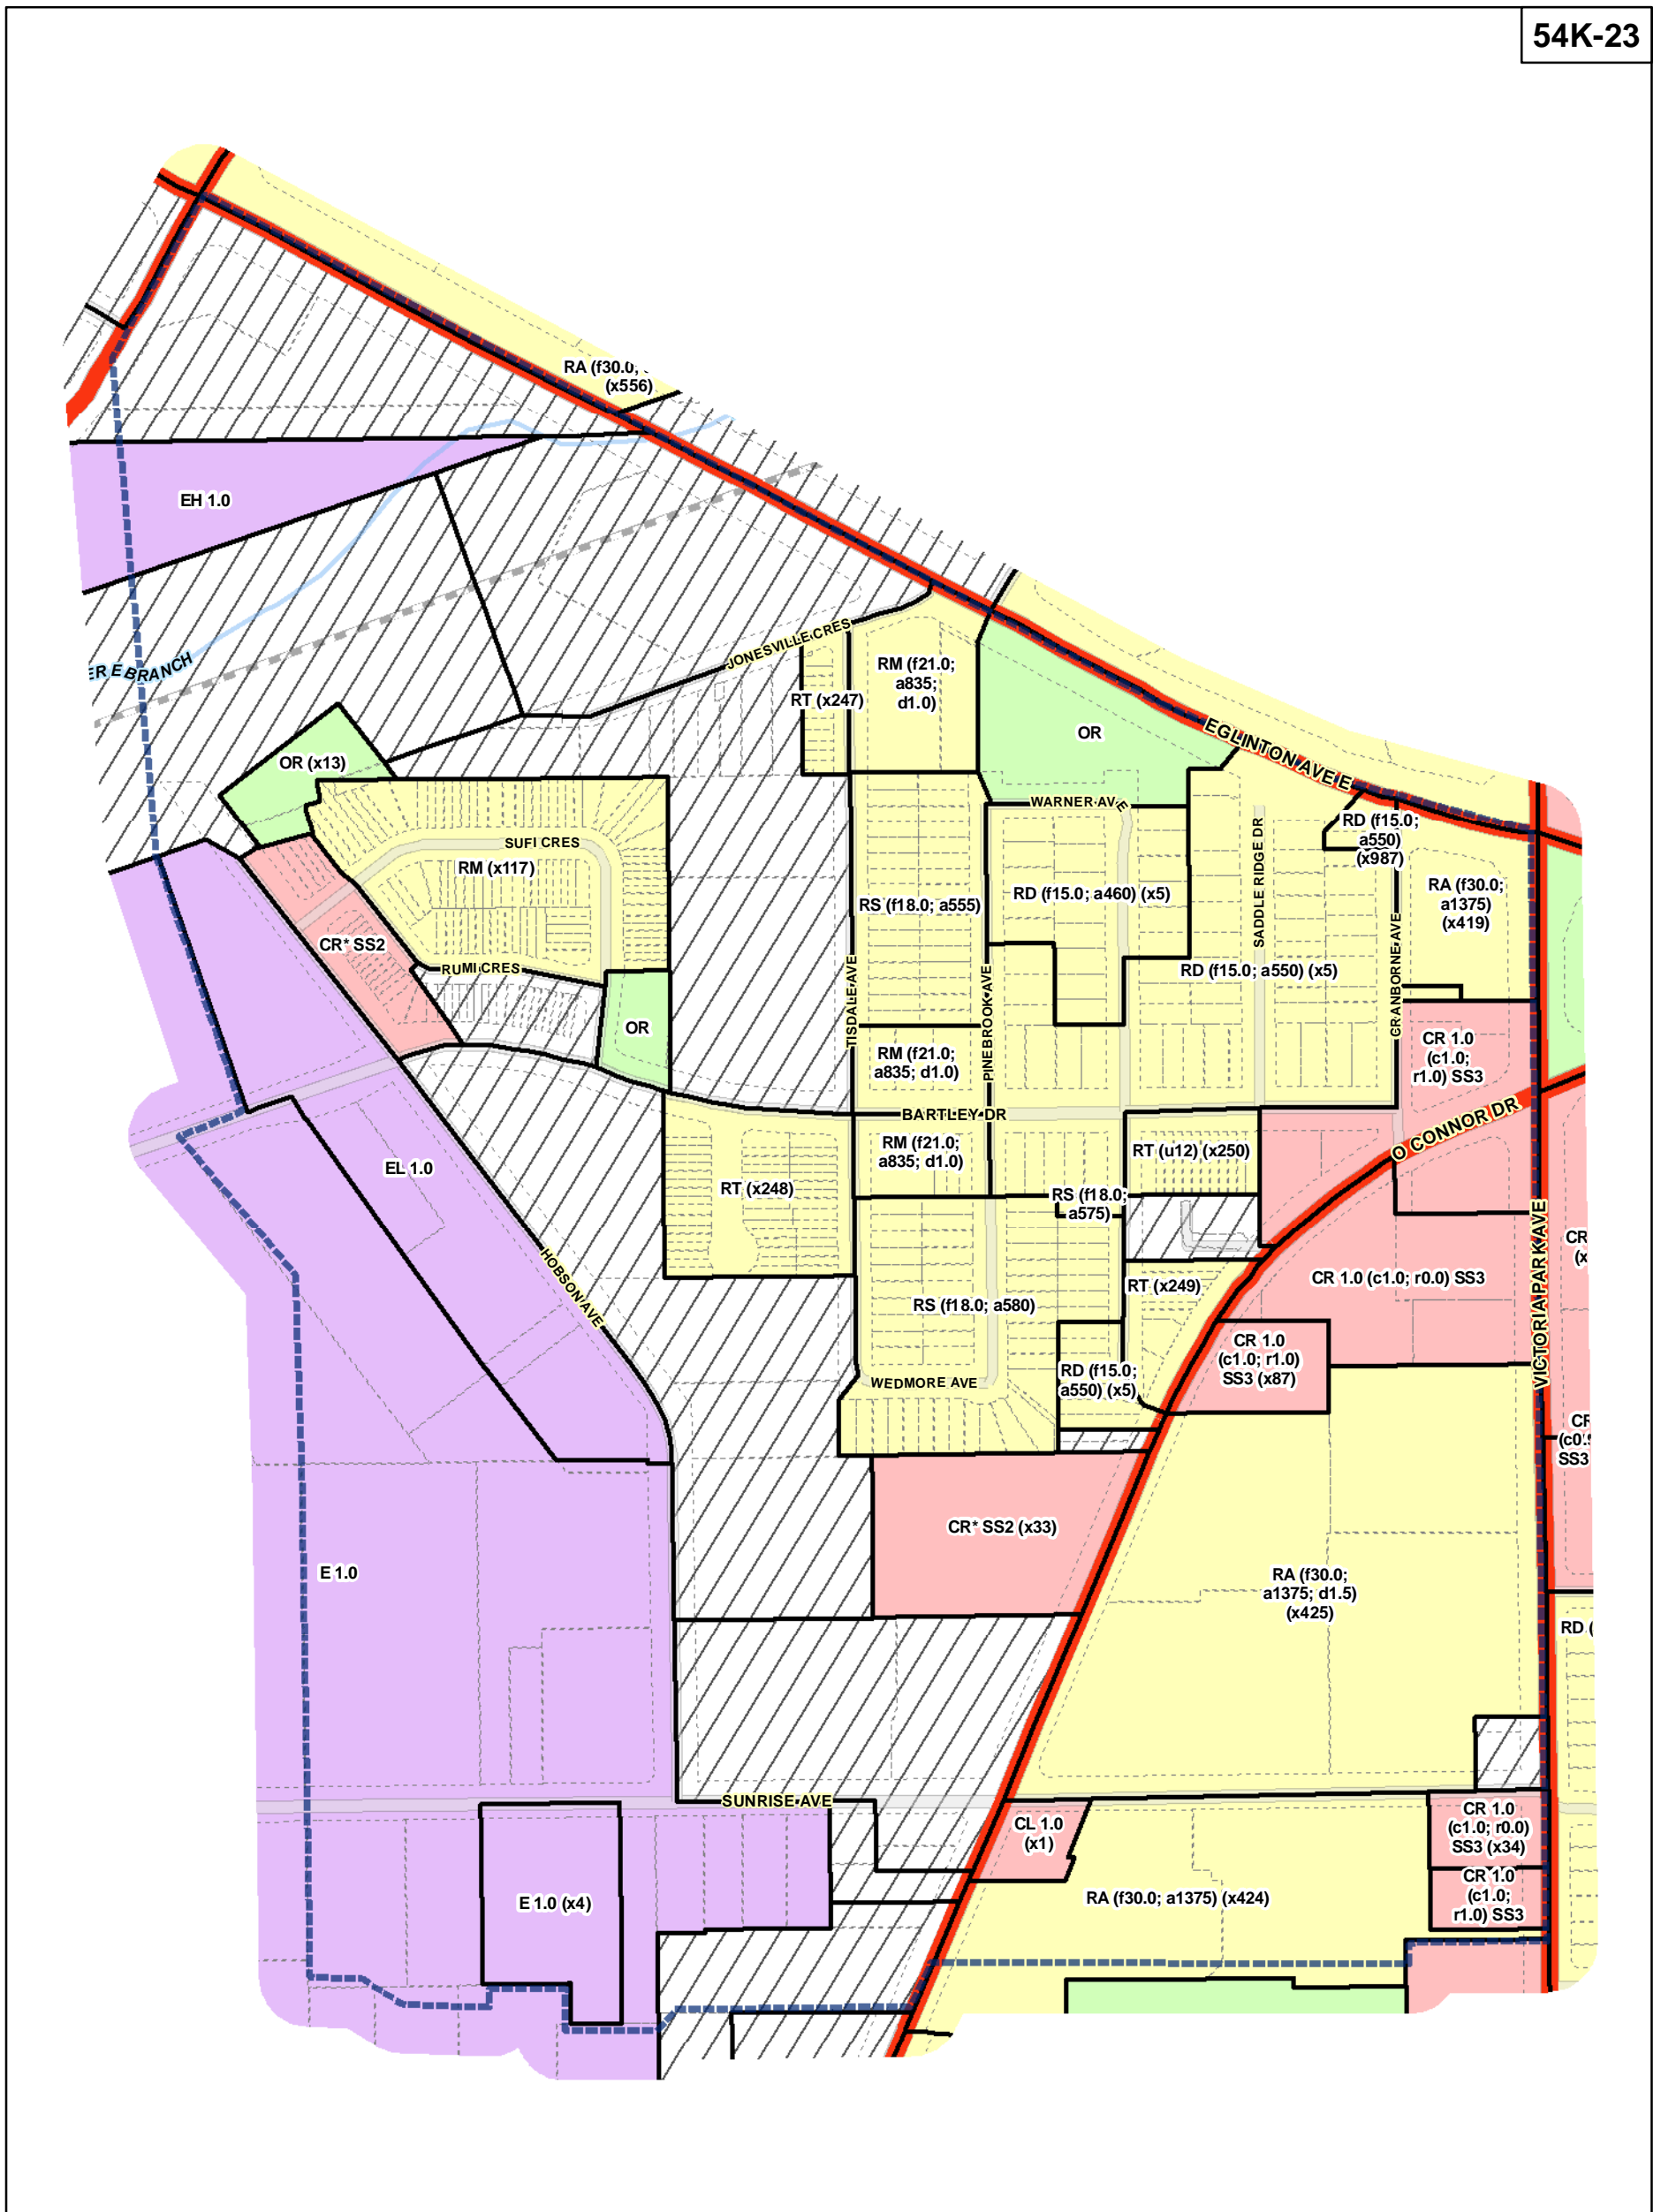 54K-23
RA (f30.0;
(x556)
EH 1.0
BRANCH
JONESVILLE CRES
RT (x247)
RM (f21.0;
a835;
d1.0)
OR
EGLINTON AVE E
OR (x13)
WARNER AVE
RD (f15.0;
a550)
(x987)
SUFI CRES
RM (x117)
RS (f18.0; a555)
RD (f15.0; a460) (x5)
SADDLE RIDGE DR
RA (f30.0;
a1375)
(x419)
CR* SS2
RUMI CRES
TISDALE AVE
PINEBROOK AVE
RD (f15.0; a550) (x5)
CRANBORNE AVE
OR
RM (f21.0;
a835; d1.0)
CR 1.0
(c1.0;
r1.0) SS3
BARTLEY DR
O CONNOR DR
EL 1.0
RM (f21.0;
a835; d1.0)
RT (u12) (x250)
RT (x248)
RS (f18.0;
a575)
VICTORIA PARK AVE
CR
(x
HOBSON AVE
RT (x249)
CR 1.0 (c1.0; r0.0) SS3
RS (f18.0; a580)
CR 1.0
(c1.0; r1.0)
SS3 (x87)
WEDMORE AVE
RD (f15.0;
a550) (x5)
SS3
CR* SS2 (x33)
E 1.0
RA (f30.0;
a1375; d1.5)
(x425)
RD (
SUNRISE AVE
CL 1.0
(x1)
CR 1.0
(c1.0; r0.0)
SS3 (x34)
E 1.0 (x4)
RA (f30.0; a1375) (x424)
CR 1.0
(c1.0;
r1.0) SS3